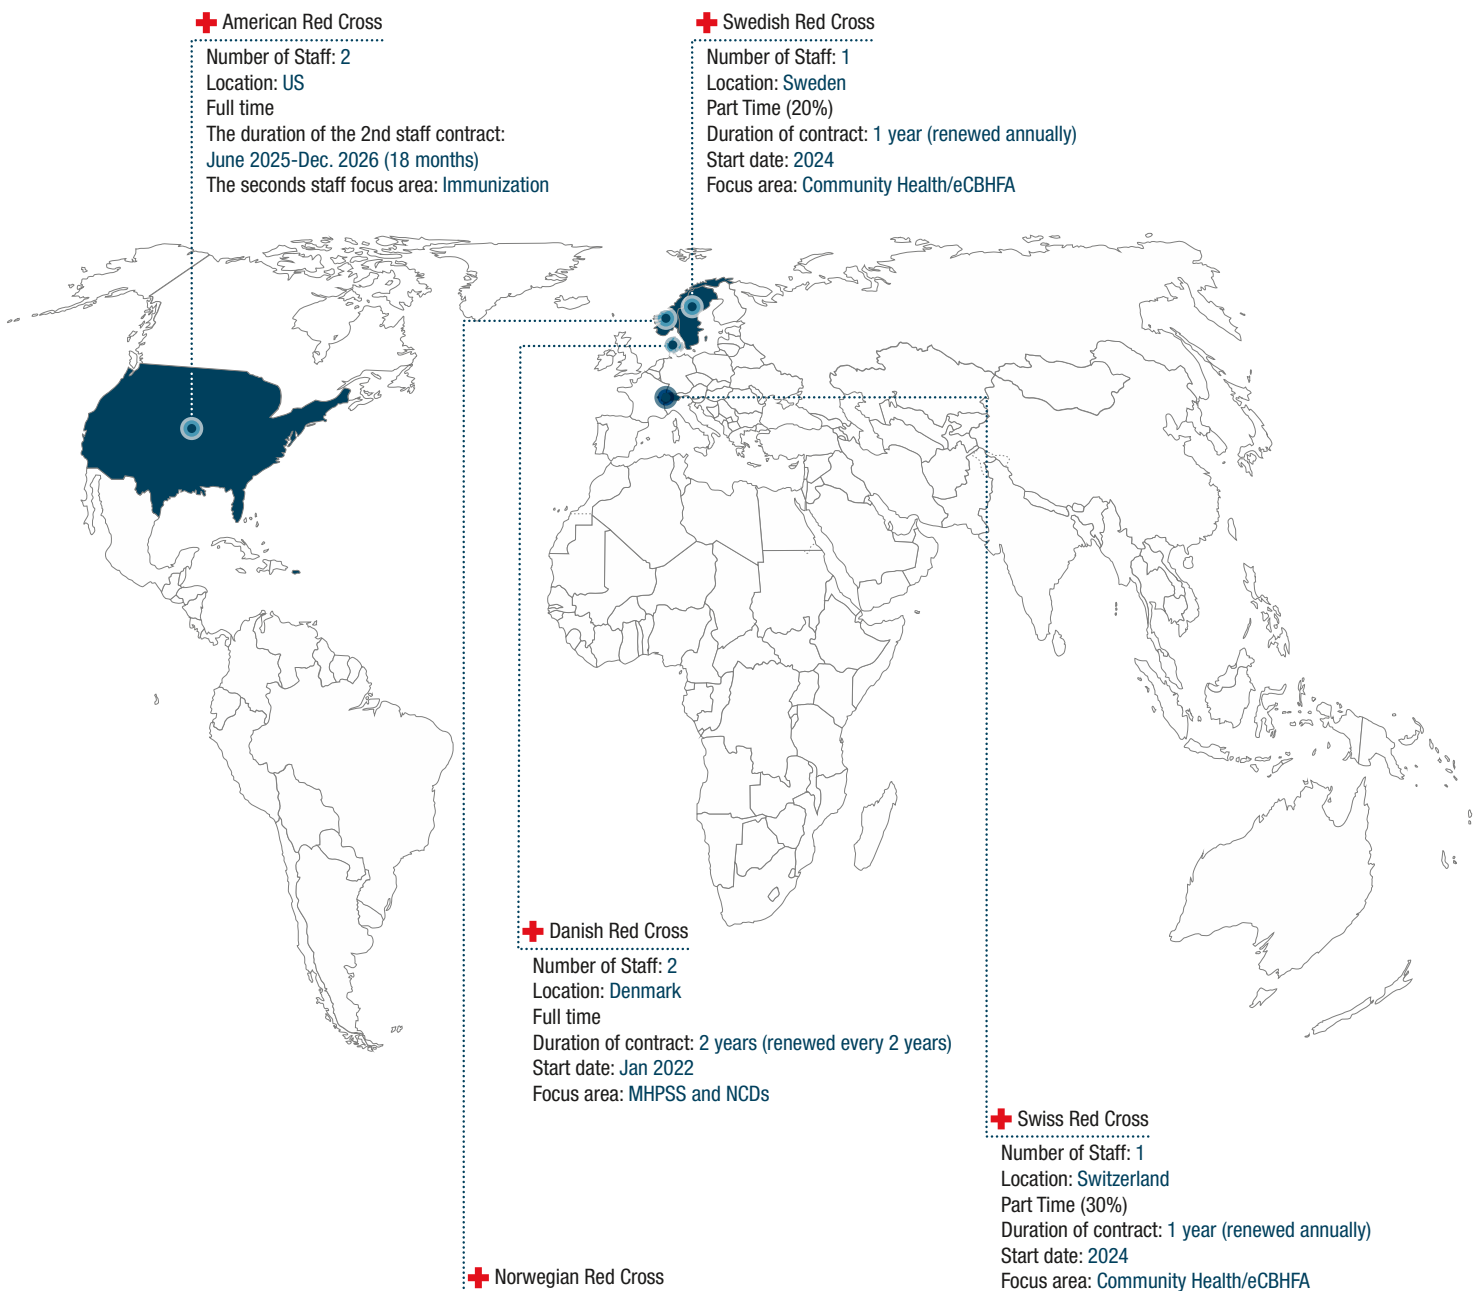 American Red Cross
Number of Staff: 2
Location: US
Full time
The duration of the 2nd staff contract:
June 2025-Dec. 2026 (18 months)
The seconds staff focus area: Immunization
Swedish Red Cross
Number of Staff: 1
Location: Sweden
Part Time (20%)
Duration of contract: 1 year (renewed annually)
Start date: 2024
Focus area: Community Health/eCBHFA
Danish Red Cross
Number of Staff: 2
Location: Denmark
Full time
Duration of contract: 2 years (renewed every 2 years)
Start date: Jan 2022
Focus area: MHPSS and NCDs
Swiss Red Cross
Number of Staff: 1
Location: Switzerland
Part Time (30%)
Duration of contract: 1 year (renewed annually)
Start date: 2024
Focus area: Community Health/eCBHFA
Norwegian Red Cross